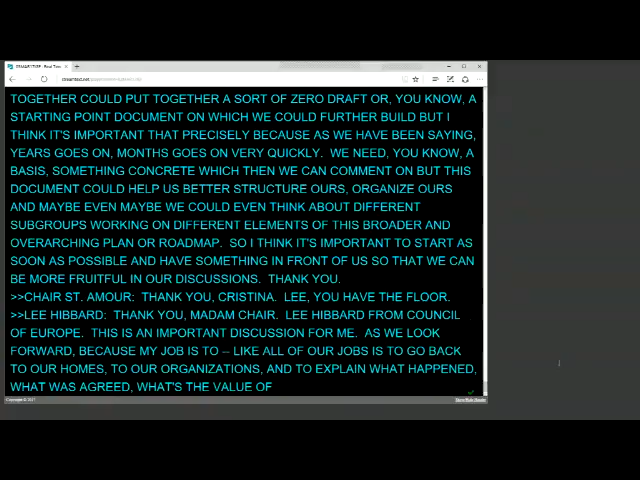 streamtext.net
TOGETHER COULD PUT TOGETHER A SORT OF ZERO DRAFT OR, YOU KNOW, A
STARTING POINT DOCUMENT ON WHICH WE COULD FURTHER BUILD BUT I
THINK IT'S IMPORTANT THAT PRECISELY BECAUSE AS WE HAVE BEEN SAYING,
YEARS GOES ON, MONTHS GOES ON VERY QUICKLY. WE NEED, YOU KNOW, A
BASIS, SOMETHING CONCRETE WHICH THEN WE CAN COMMENT ON BUT THIS
DOCUMENT COULD HELP US BETTER STRUCTURE OURS, ORGANIZE OURS
AND MAYBE EVEN MAYBE WE COULD EVEN THINK ABOUT DIFFERENT
SUBGROUPS WORKING ON DIFFERENT ELEMENTS OF THIS BROADER AND
OVERARCHING PLAN OR ROADMAP. SO I THINK IT'S IMPORTANT TO START AS
SOON AS POSSIBLE AND HAVE SOMETHING IN FRONT OF US SO THAT WE CAN
BE MORE FRUITFUL IN OUR DISCUSSIONS. THANK YOU.
>>CHAIR ST. AMOUR: THANK YOU, CRISTINA. LEE, YOU HAVE THE FLOOR.
>>LEE HIBBARD: THANK YOU, MADAM CHAIR. LEE HIBBARD FROM COUNCIL
OF EUROPE. THIS IS AN IMPORTANT DISCUSSION FOR ME. AS WE LOOK
FORWARD, BECAUSE MY JOB IS TO -- LIKE ALL OF OUR JOBS IS TO GO BACK
TO OUR HOMES, TO OUR ORGANIZATIONS, AND TO EXPLAIN WHAT HAPPENED,
WHAT WAS AGREED, WHAT'S THE VALUE OF